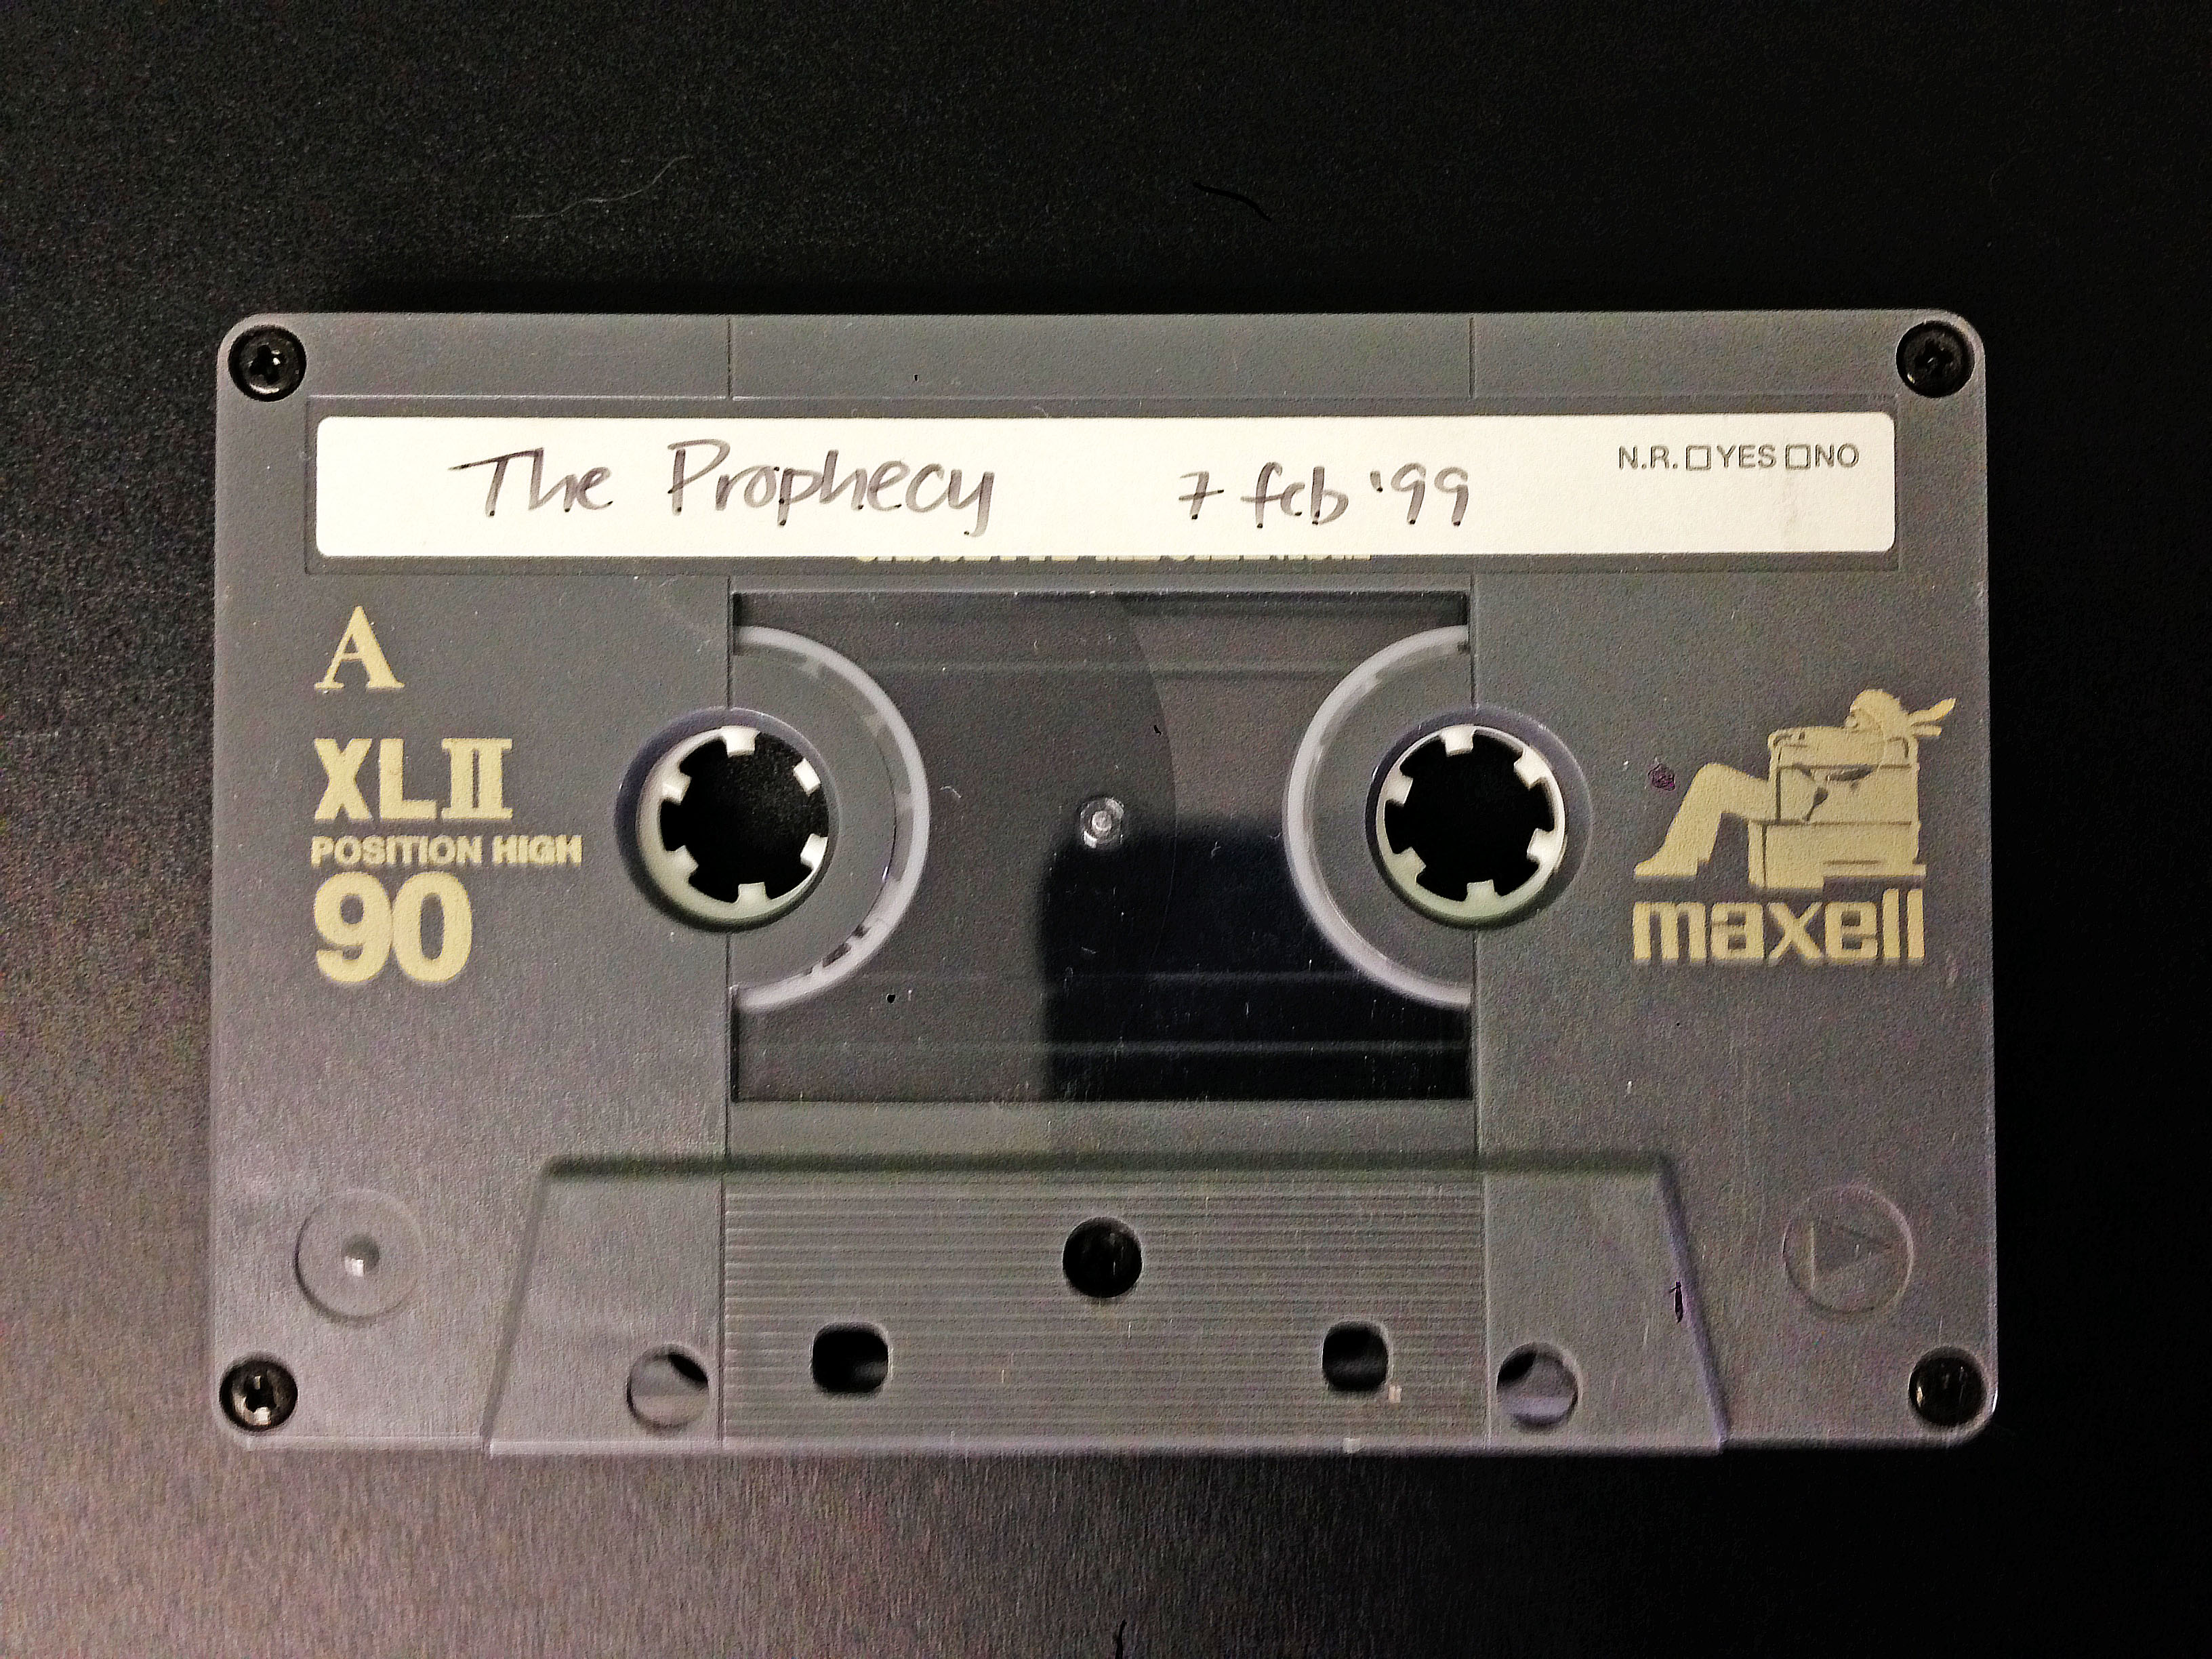 The Prophecy 7 feb '99
N.R. □YES □NO
A
XLII
POSITION HIGH
90
maxell